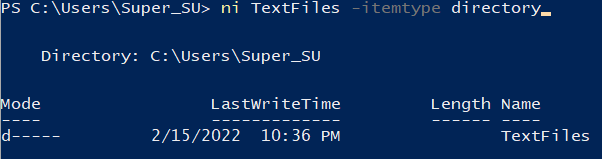 PS C:\Users\Super_SU> ni TextFiles -itemtype directory
Directory: C:\Users\Super_SU
Mode LastWriteTime Length Name
---- ------------- ------ ----
d----- 2/15/2022 10:36 PM TextFiles